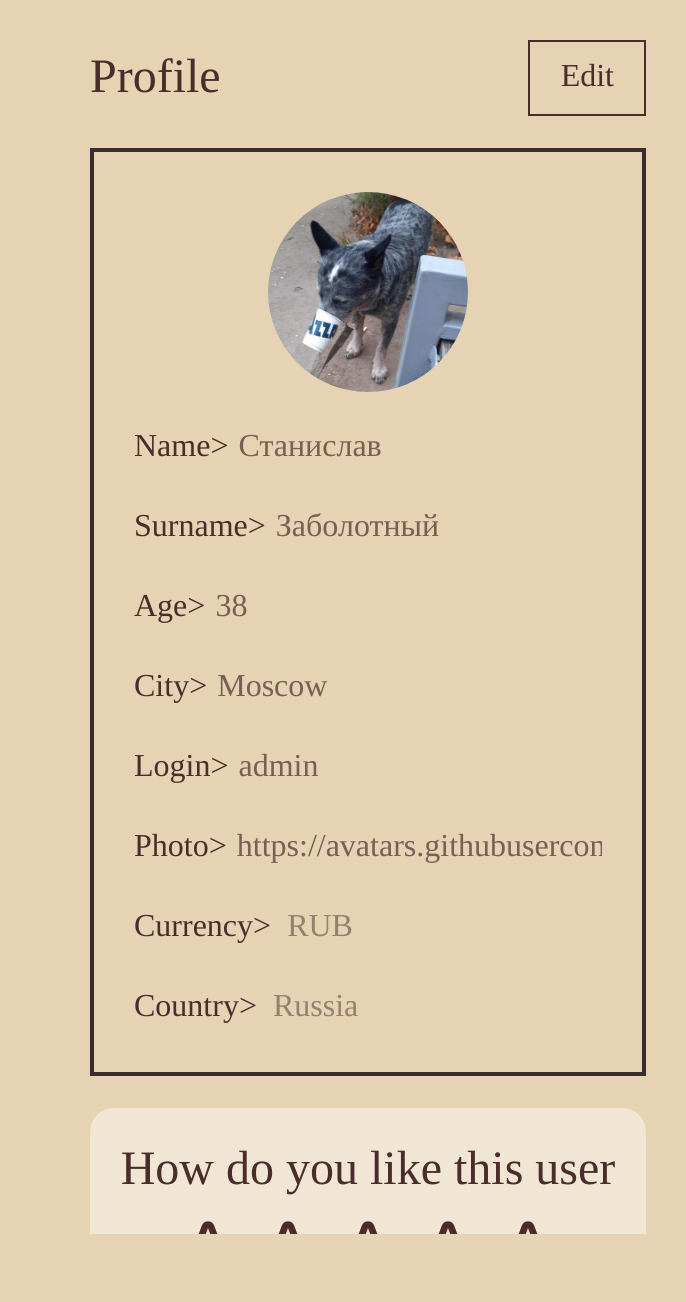 Profile
Edit
Name> Станислав
Surname> Заболотный
Age> 38
City> Moscow
Login> admin
Photo> https://avatars.githubusercon
Currency> RUB
Country> Russia
How do you like this user